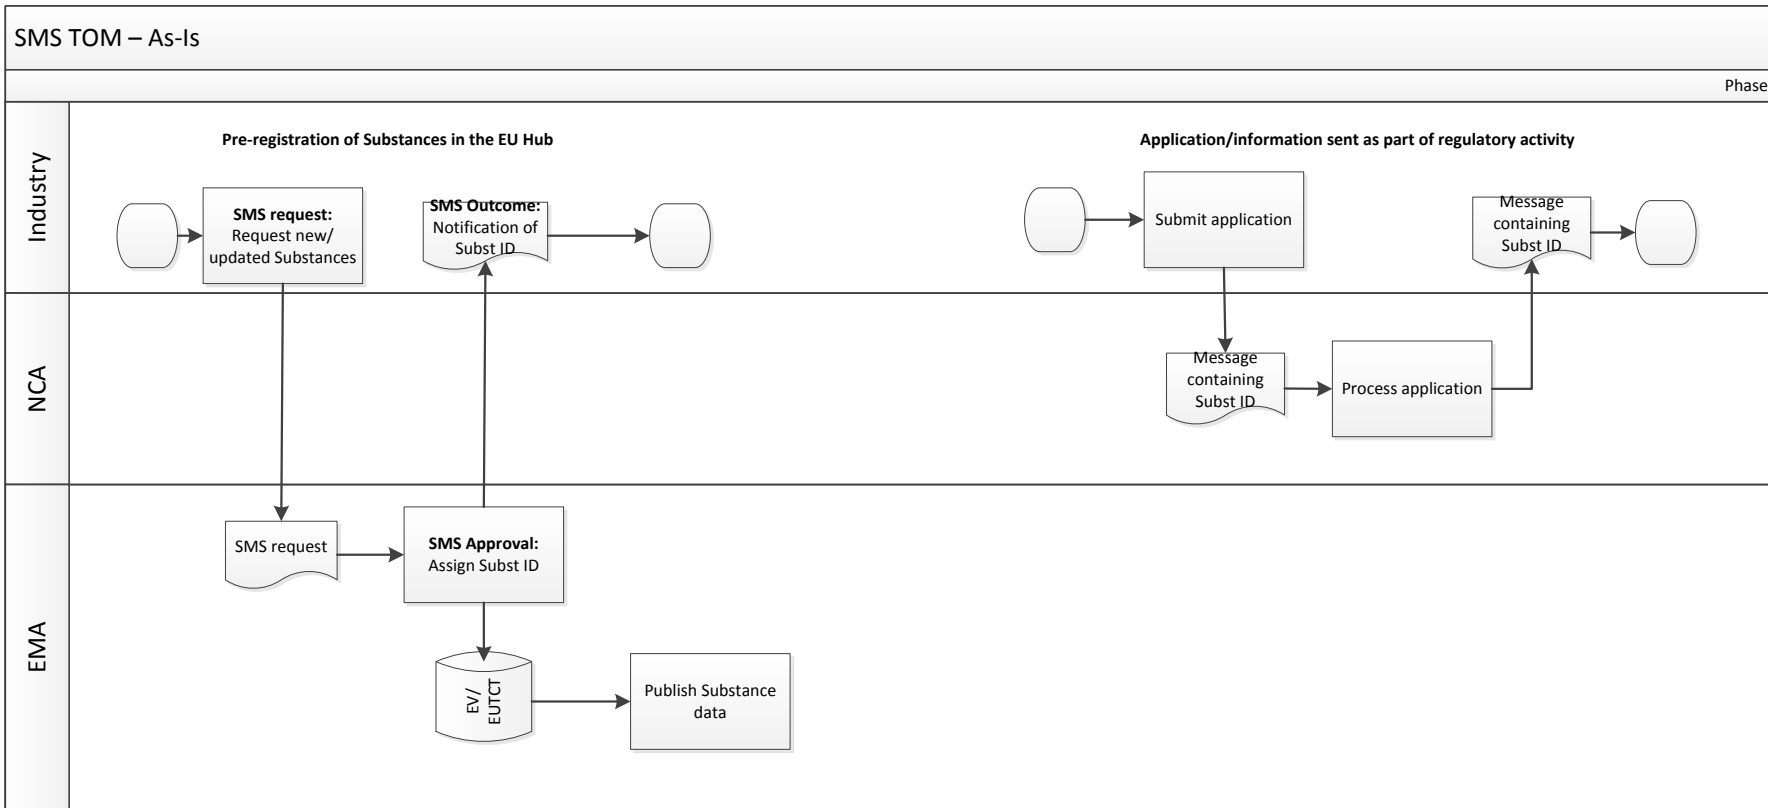 SMS TOM – As-Is
Phase
Industry
Pre-registration of Substances in the EU Hub
SMS request:
Request new/
updated Substances
SMS Outcome:
Notification of
Subst ID
Application/information sent as part of regulatory activity
Submit application
Message
containing
Subst ID
NCA
Message
containing
Subst ID
Process application
EMA
SMS request
SMS Approval:
Assign Subst ID
EV/
EUTCT
Publish Substance
data